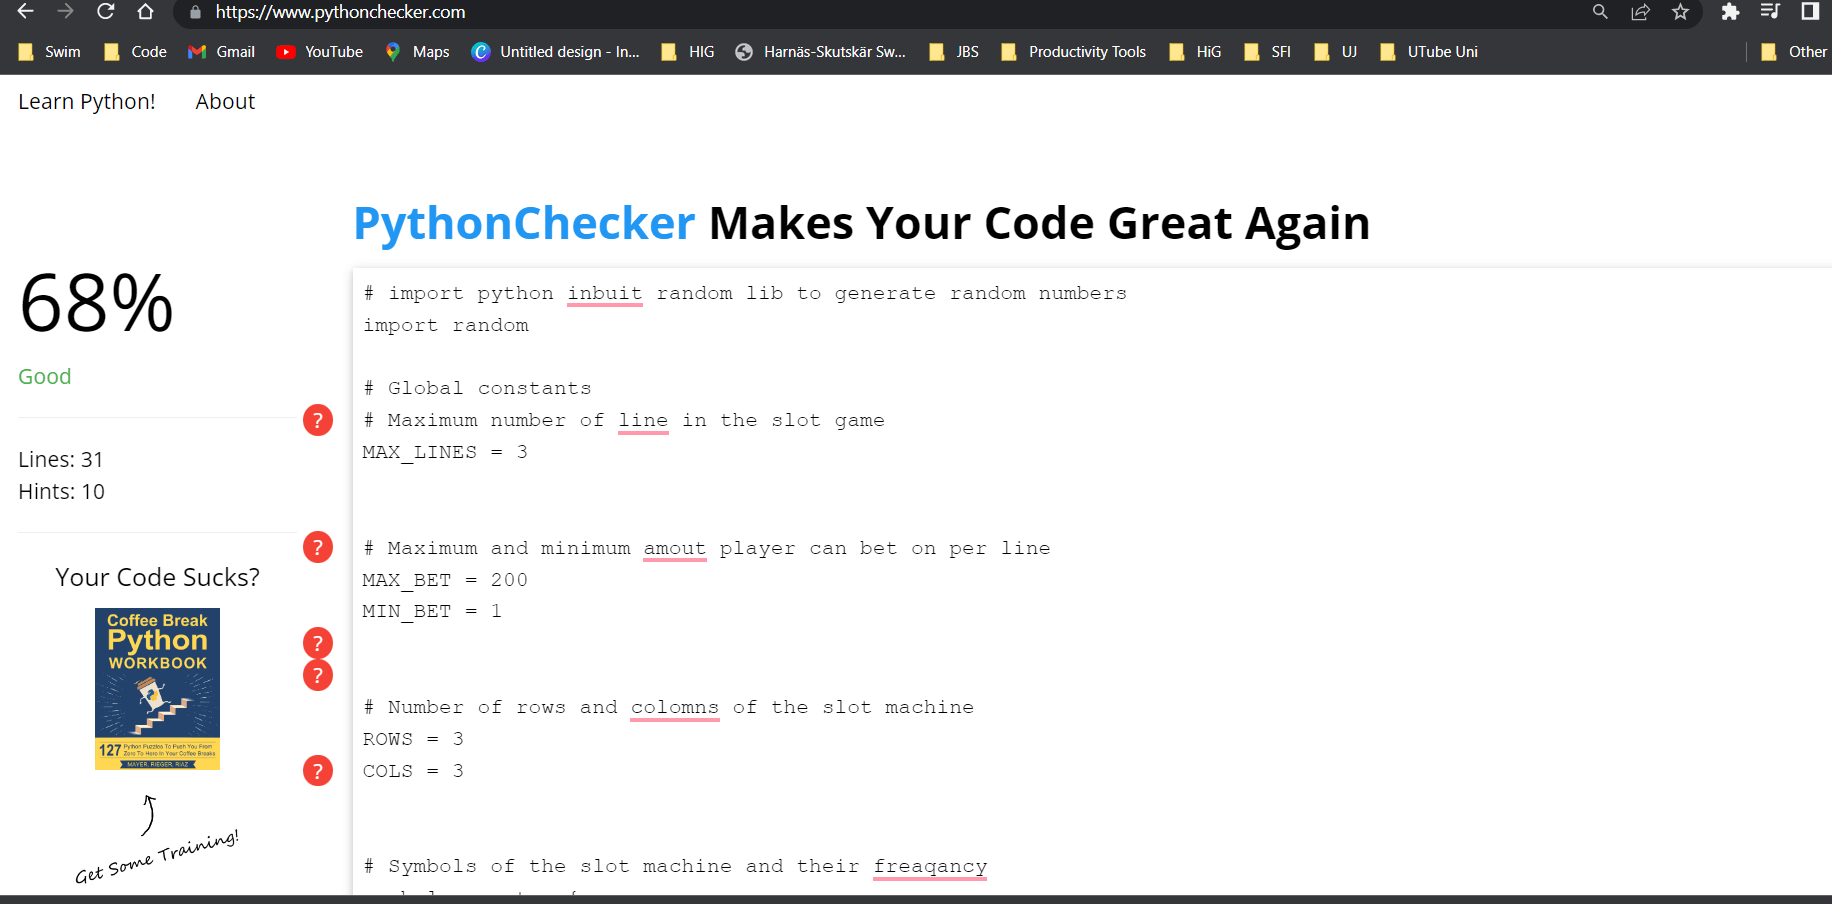 https://www.pythonchecker.com
Swim Code Gmail YouTube Maps Untitled design - In... HIG Harnäs-Skutskär Sw... JBS Productivity Tools HiG SFI UJ UTube Uni Other
Learn Python! About
PythonChecker Makes Your Code Great Again
68%
Good
Lines: 31
Hints: 10
Your Code Sucks?
Coffee Break
Python
WORKBOOK
127 Python Puzzles To Push You From
Zero To Hero in Your Coffee Breaks
MAYER, RIEGER, RIAZ
Get Some Training!
?
?
?
?
?
# import python inbuit random lib to generate random numbers
import random
# Global constants
# Maximum number of line in the slot game
MAX_LINES = 3
# Maximum and minimum amout player can bet on per line
MAX_BET = 200
MIN_BET = 1
# Number of rows and colomns of the slot machine
ROWS = 3
COLS = 3
# Symbols of the slot machine and their freaqancy